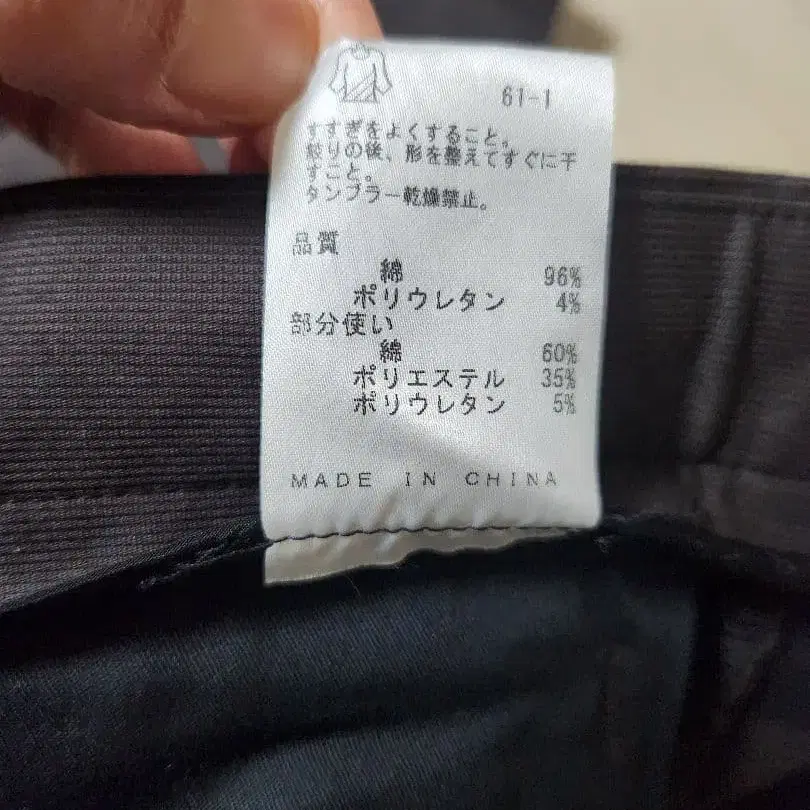 61-1
すすぎをよくすること。
絞りの後、形を整えてすぐに干
すこと。
タンブラー乾燥禁止。
品質
綿 96%
ポリウレタン 4%
部分使い
綿 60%
ポリエステル 35%
ポリウレタン 5%
MADE IN CHINA